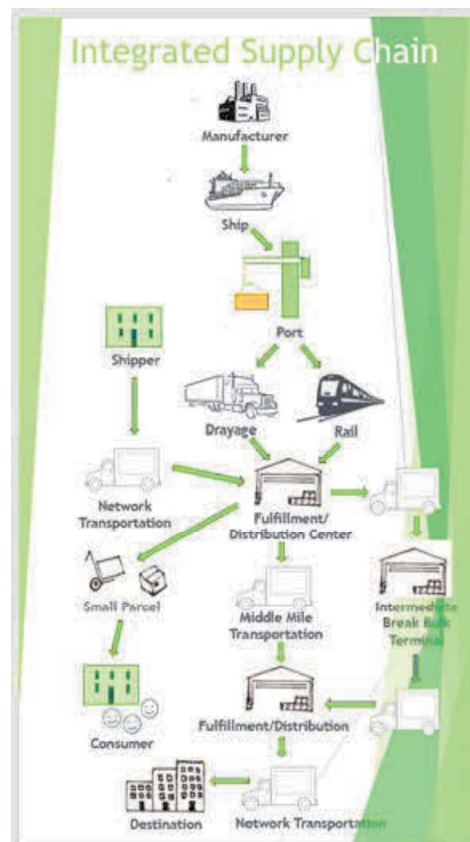 Integrated Supply Chain
Manufacturer
Ship
Port
Shipper
Drayage
Rail
Network
Transportation
Fulfillment/
Distribution Center
Small Parcel
Middle Mile
Transportation
Intermediate
Break Bulk
Terminal
Consumer
Fulfillment/Distribution
Destination
Network Transportation